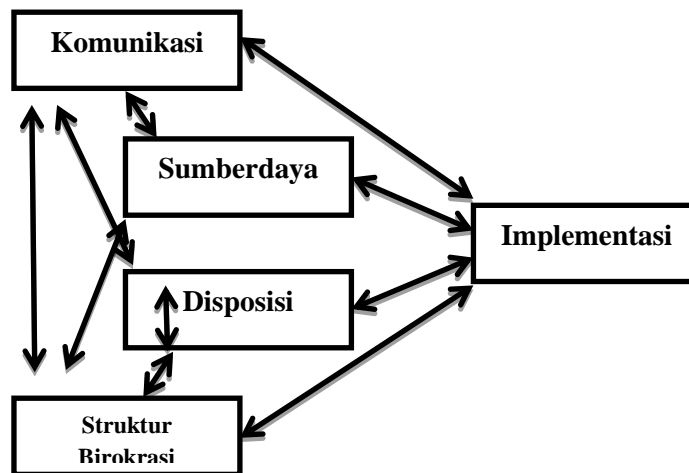 Komunikasi
Sumberdaya
Implementasi
Disposisi
Struktur
Birokrasi